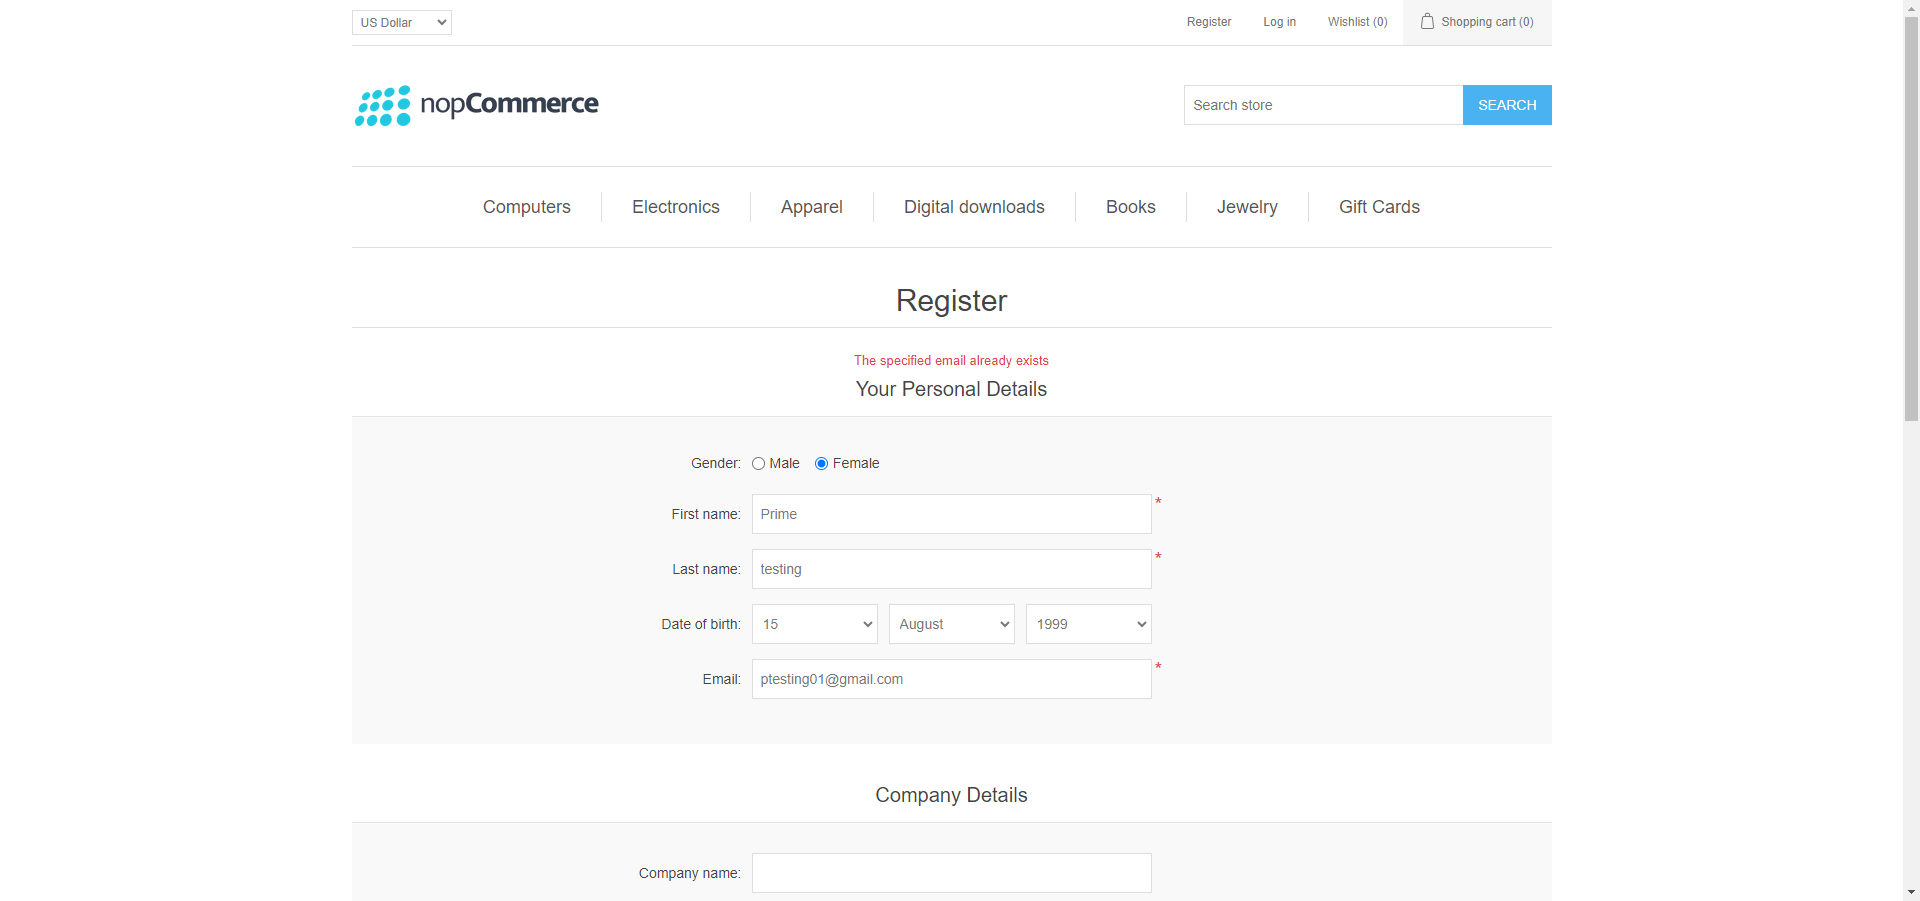 US Dollar
Register
Log in
Wishlist (0)
Shopping cart (0)
nopCommerce
Search store
SEARCH
Computers
Electronics
Apparel
Digital downloads
Books
Jewelry
Gift Cards
Register
The specified email already exists
Your Personal Details
Gender: Male Female
First name: Prime *
Last name: testing *
Date of birth: 15 August 1999
Email: ptesting01@gmail.com *
Company Details
Company name: